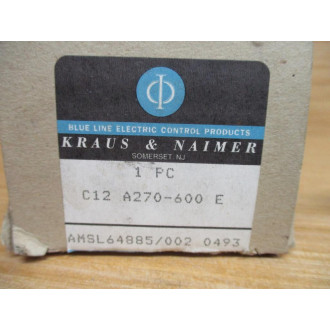 BLUE LINE ELECTRIC CONTROL PRODUCTS
KRAUS & NAIMER
SOMERSET, NJ
1 PC
C12 A270-600 E
AMSL64885/002 0493